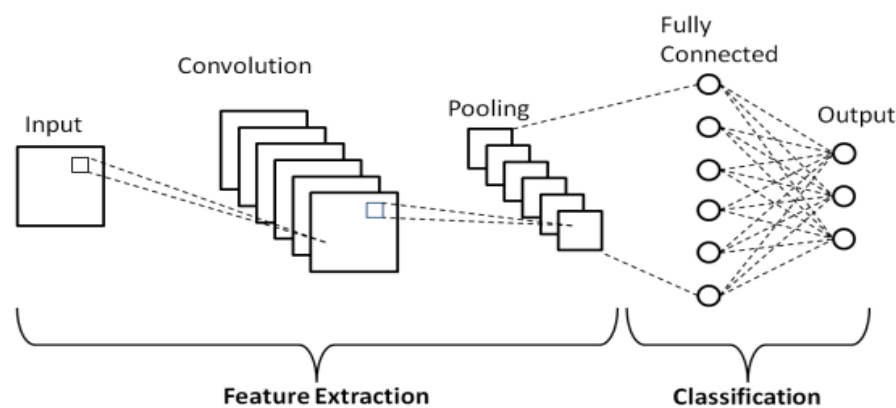 Input
Convolution
Pooling
Fully
Connected
Output
Feature Extraction
Classification